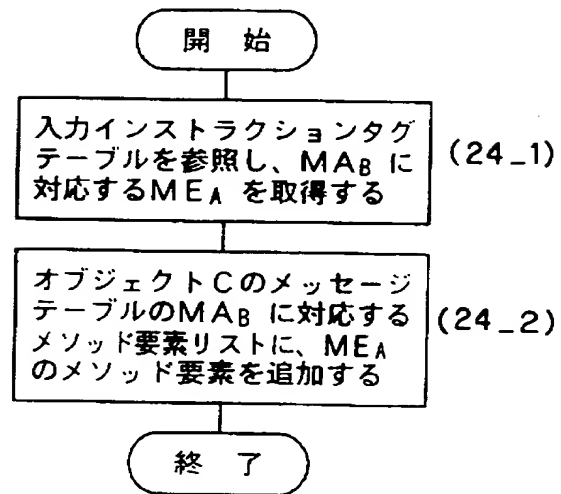 開 始
入力インストラクションタグ
テーブルを参照し、MAB に
対応するMEA を取得する
(24_1)
オブジェクトCのメッセージ
テーブルのMAB に対応する
メソッド要素リストに、MEA
のメソッド要素を追加する
(24_2)
終 了